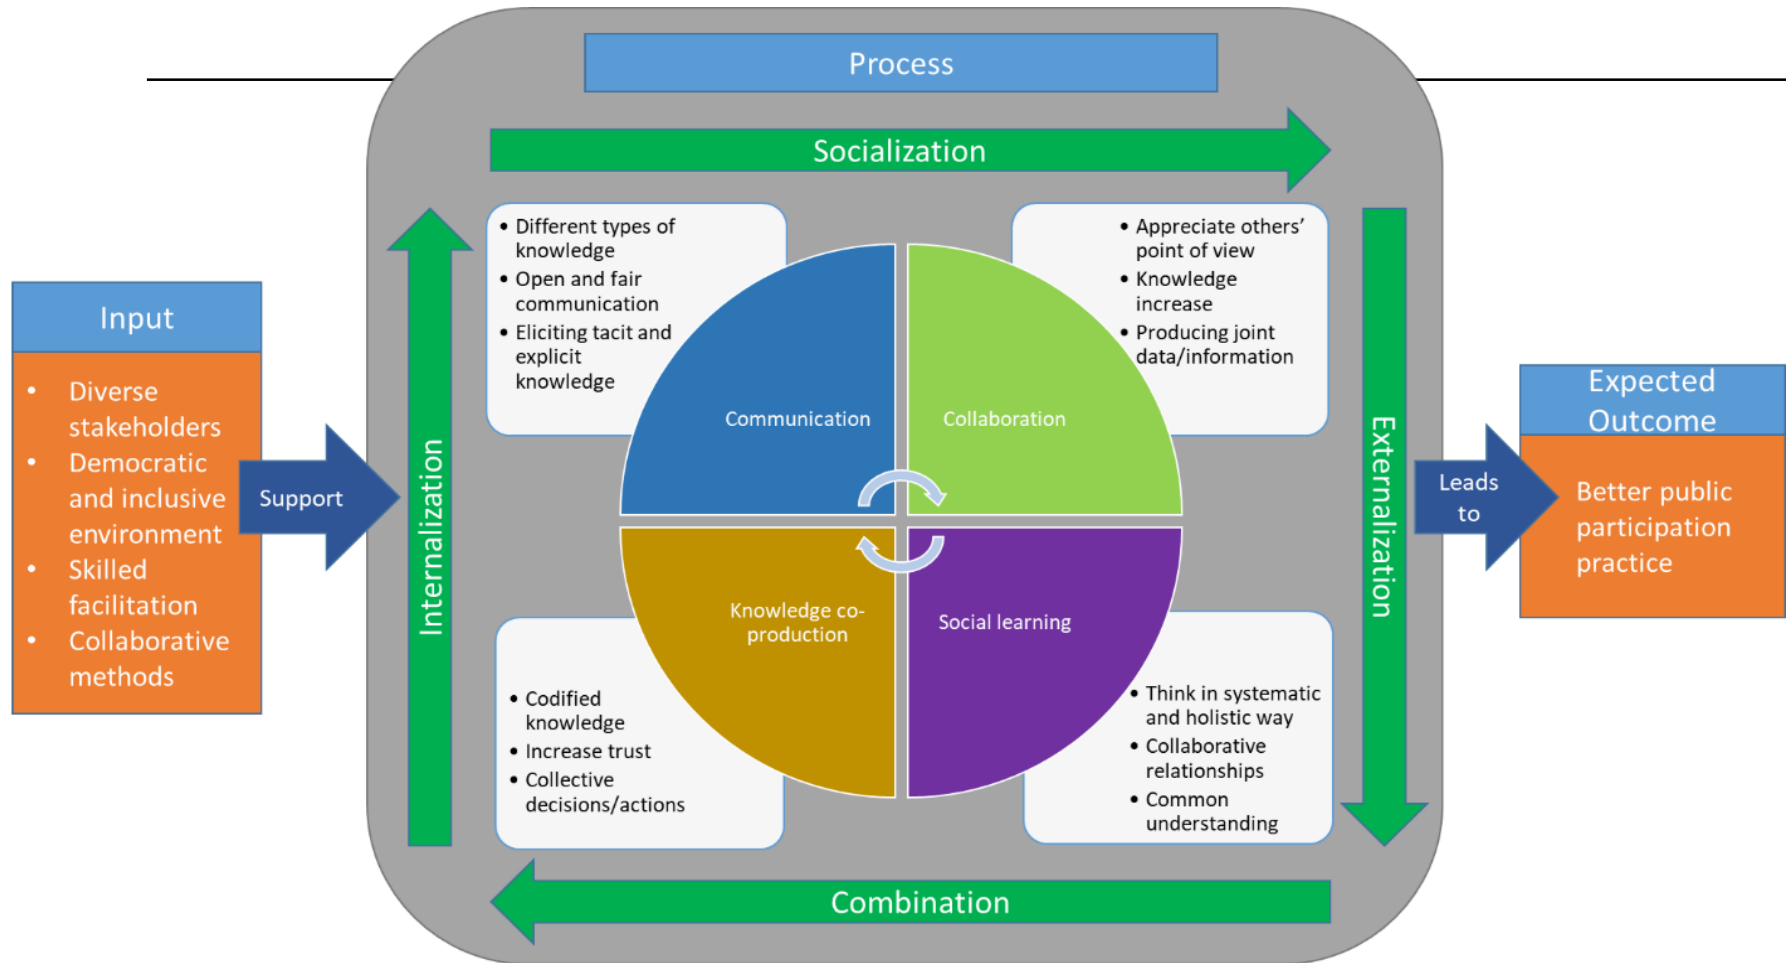 Process
Socialization
• Different types of
knowledge
• Open and fair
communication
• Eliciting tacit and
explicit
knowledge
• Appreciate others’
point of view
• Knowledge
increase
• Producing joint
data/information
Input
• Diverse
stakeholders
• Democratic
and inclusive
environment
• Skilled
facilitation
• Collaborative
methods
Support
Internalization
Communication
Collaboration
Knowledge co-
production
Social learning
Externalization
Leads
to
Expected
Outcome
Better public
participation
practice
• Codified
knowledge
• Increase trust
• Collective
decisions/actions
• Think in systematic
and holistic way
• Collaborative
relationships
• Common
understanding
Combination